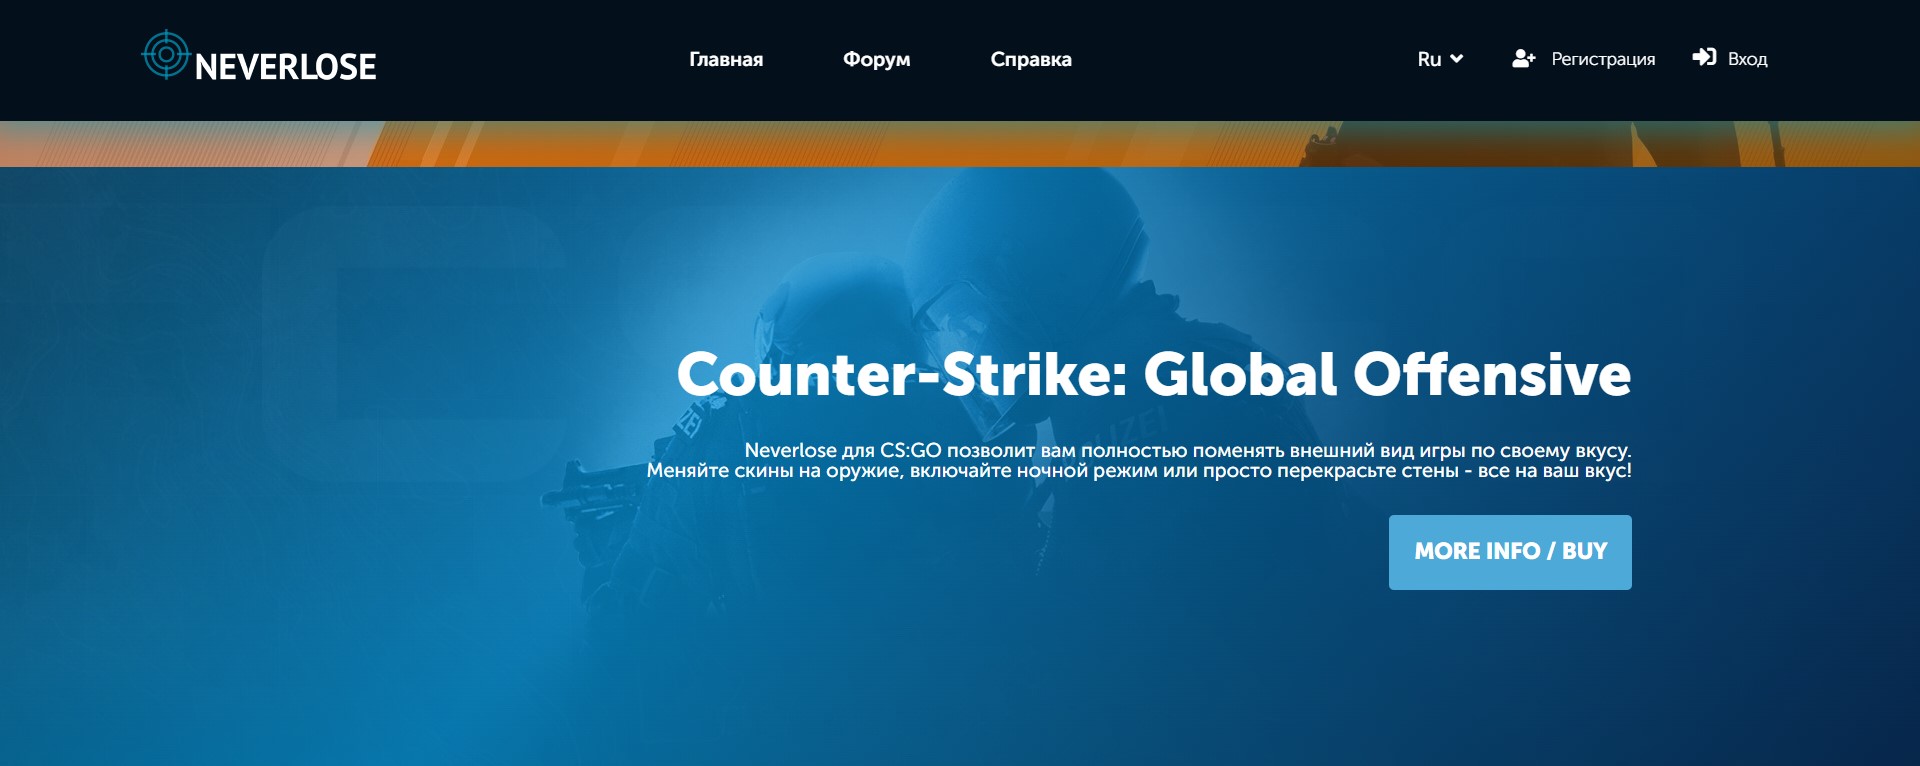 NEVERLOSE
Главная
Форум
Справка
Ru
Регистрация
Вход
Counter-Strike: Global Offensive
Neverlose для CS:GO позволит вам полностью поменять внешний вид игры по своему вкусу.
Меняйте скины на оружие, включайте ночной режим или просто перекрасьте стены - все на ваш вкус!
MORE INFO / BUY